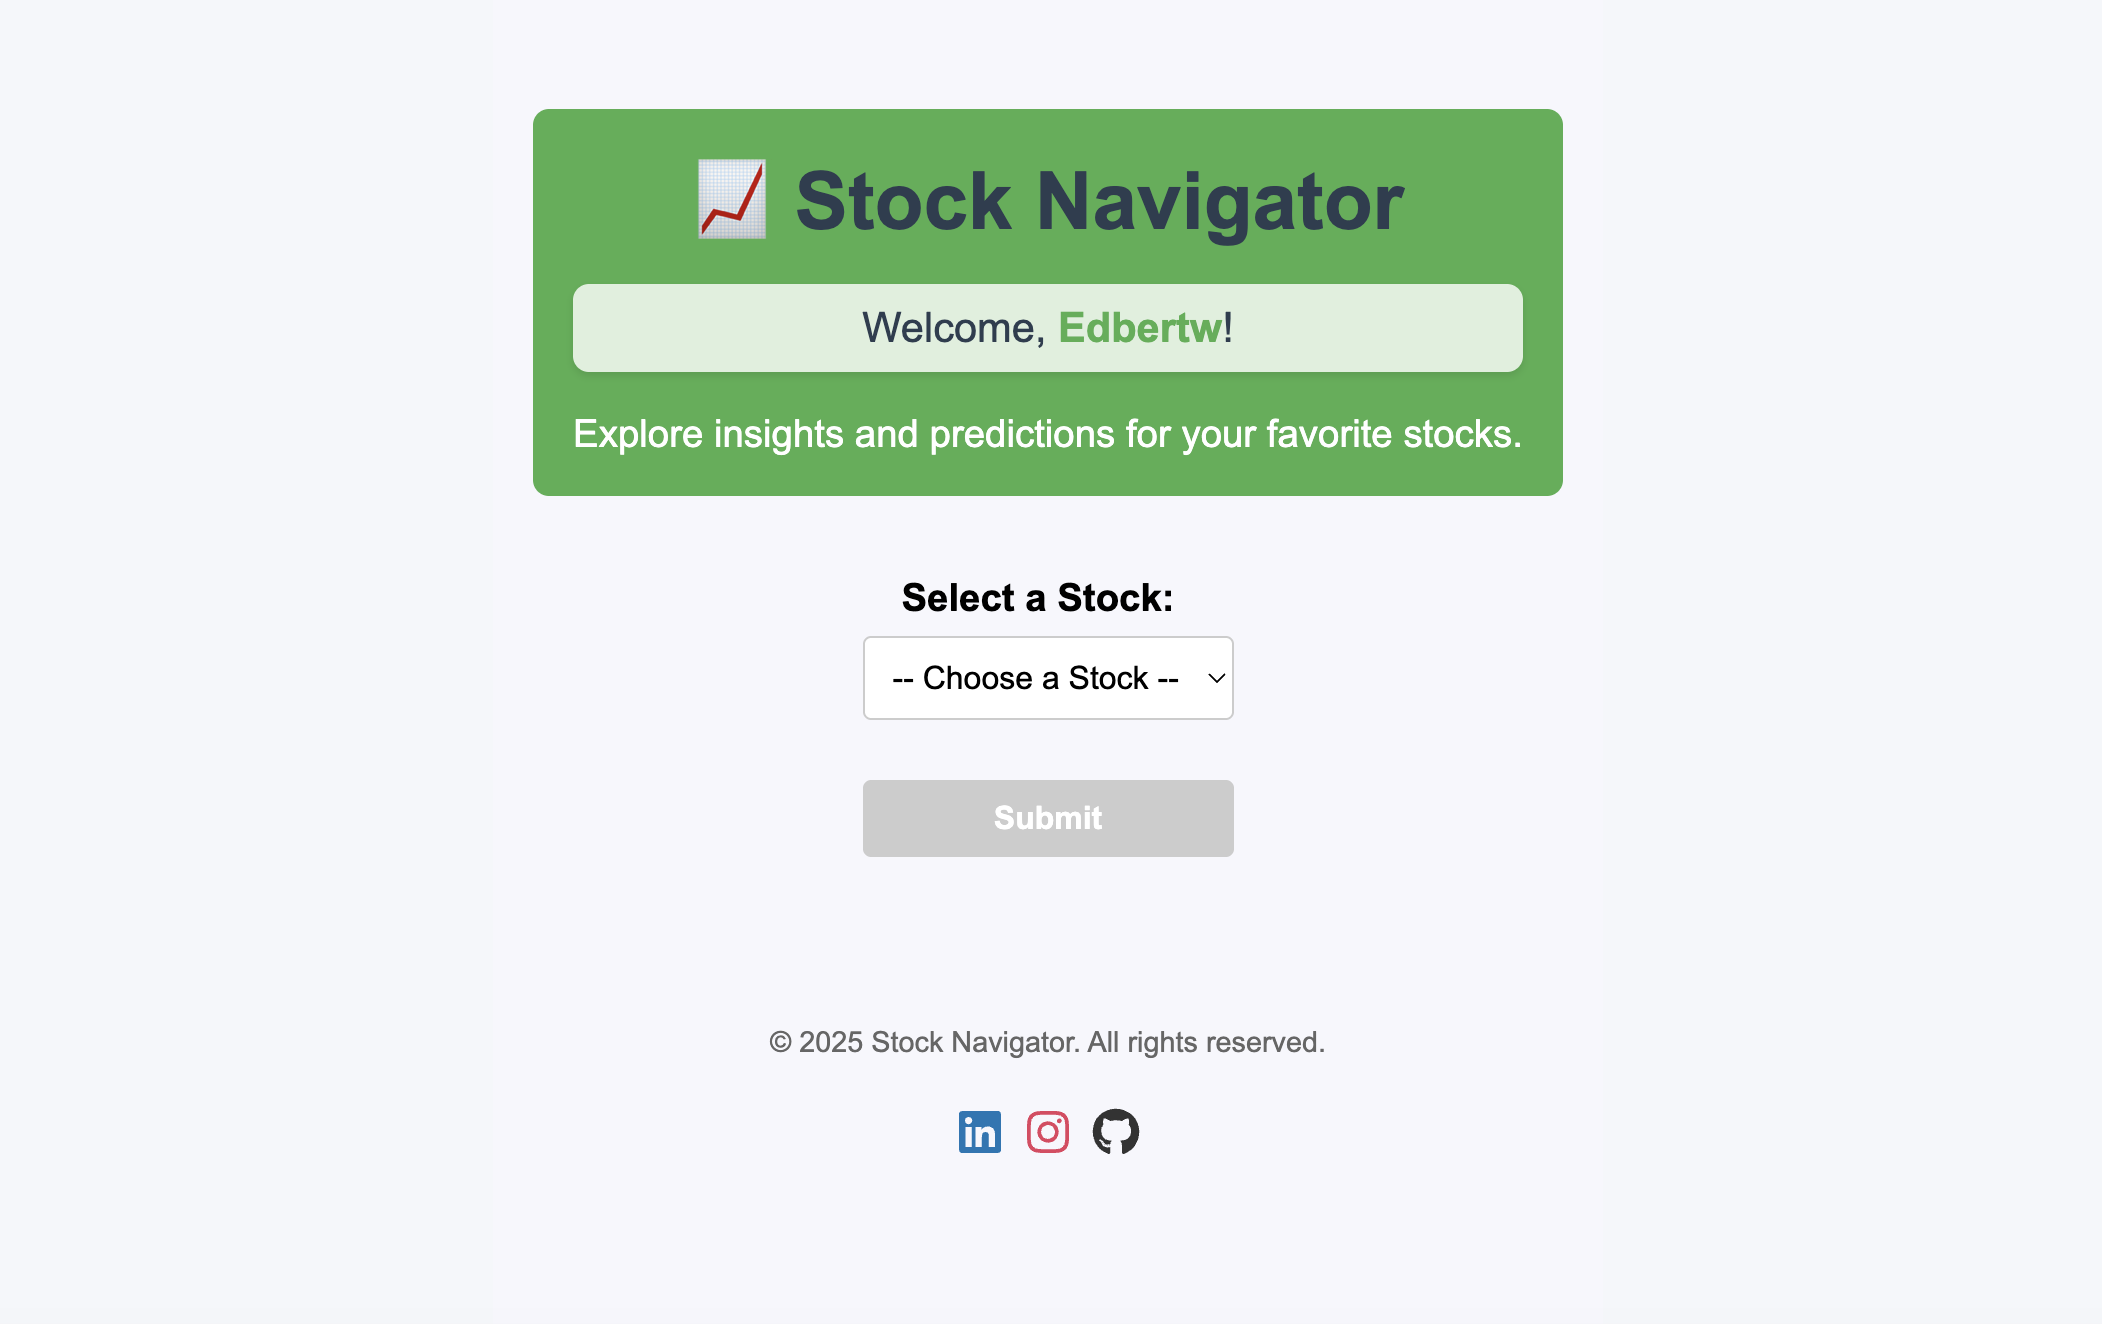 Stock Navigator
Welcome, Edbertw!
Explore insights and predictions for your favorite stocks.
Select a Stock:
-- Choose a Stock --
Submit
© 2025 Stock Navigator. All rights reserved.
in